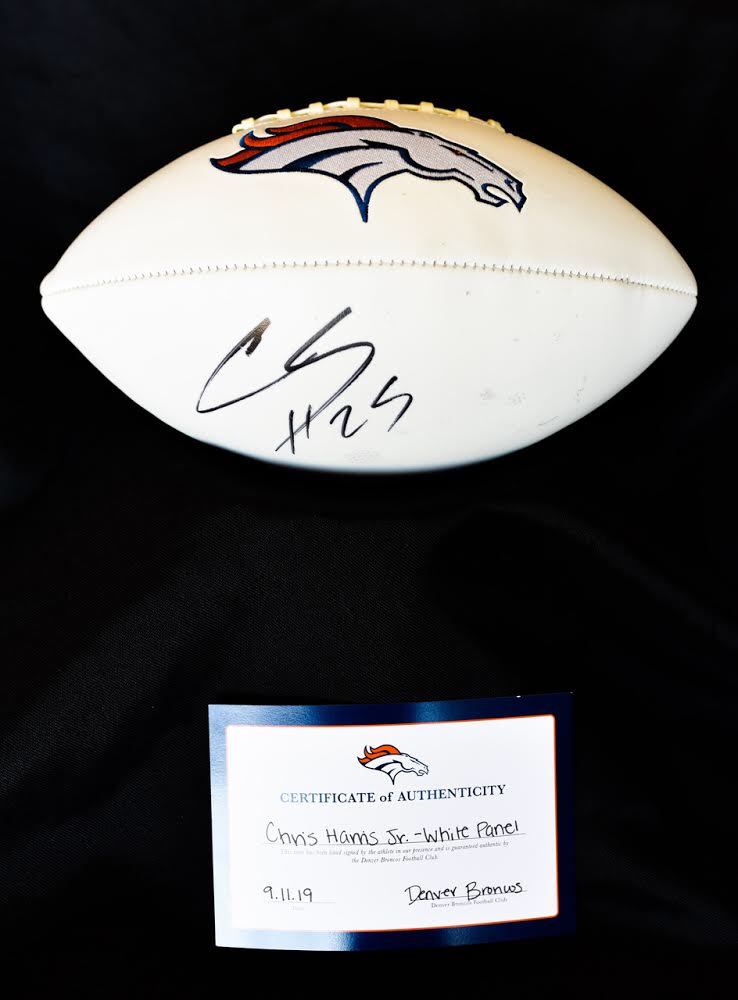 #25
CERTIFICATE of AUTHENTICITY
Chris Harris Jr. - White Panel
This item has been hand signed by the athlete in our presence and is guaranteed authentic by
the Denver Broncos Football Club.
9.11.19 Denver Broncos
Date Denver Broncos Football Club